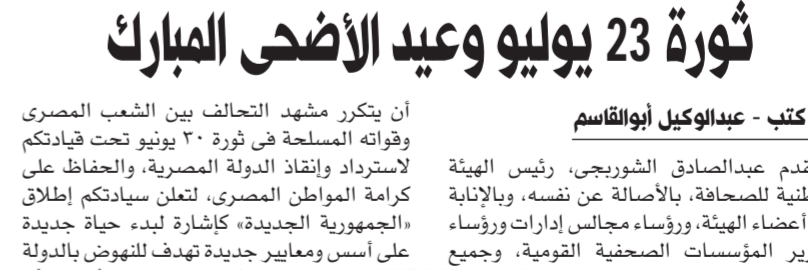 ثورة 23 يوليو وعيد الأضحى المبارك
كتب - عبدالوكيل أبوالقاسم
عبدالصادق الشوربجى، رئيس الهيئة
للصحافة، بالأصالة عن نفسه، وبالإنابة
أعضاء الهيئة، ورؤساء مجالس إدارات ورؤساء
المؤسسات الصحفية القومية، وجميع
أن يتكرر مشهد التحالف بين الشعب المصرى
وقواته المسلحة فى ثورة ٣٠ يونيو تحت قيادتكم
لاسترداد وإنقاذ الدولة المصرية، والحفاظ على
كرامة المواطن المصرى، لتعلن سيادتكم إطلاق
«الجمهورية الجديدة» كإشارة لبدء حياة جديدة
على أسس ومعايير جديدة تهدف للنهوض بالدولة